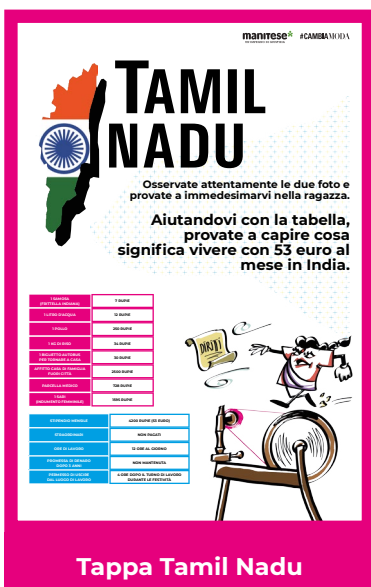 manitese*
#CAMBIAMODA
TAMIL
NADU
Osservate attentamente le due foto e
provate a immedesimarvi nella ragazza.
Aiutandovi con la tabella,
provate a capire cosa
significa vivere con 53 euro al
mese in India.
1 SAMOSA
(FRITTELLA INDIANA)
7 RUPIE
1 LITRO D'ACQUA
12 RUPIE
1 POLLO
200 RUPIE
1 KG DI RISO
34 RUPIE
1 BIGLIETTO AUTOBUS
PER TORNARE A CASA
30 RUPIE
AFFITTO CASA DI FAMIGLIA
FUORI CITTÀ
2500 RUPIE
PARCELLA MEDICA
728 RUPIE
1 SARI
(INDUMENTO FEMMINILE)
1895 RUPIE
STIPENDIO MENSILE
4200 RUPIE (53 EURO)
STRAORDINARI
NON PAGATI
ORE DI LAVORO
12 ORE AL GIORNO
PROMESSA DI DENARO
DOPO 3 ANNI
NON MANTENUTA
PERMESSO DI USCIRE
DAL LUOGO DI LAVORO
4 ORE DOPO IL TURNO DI LAVORO
DURANTE LE FESTIVITÀ
DIRITTI
Tappa Tamil Nadu